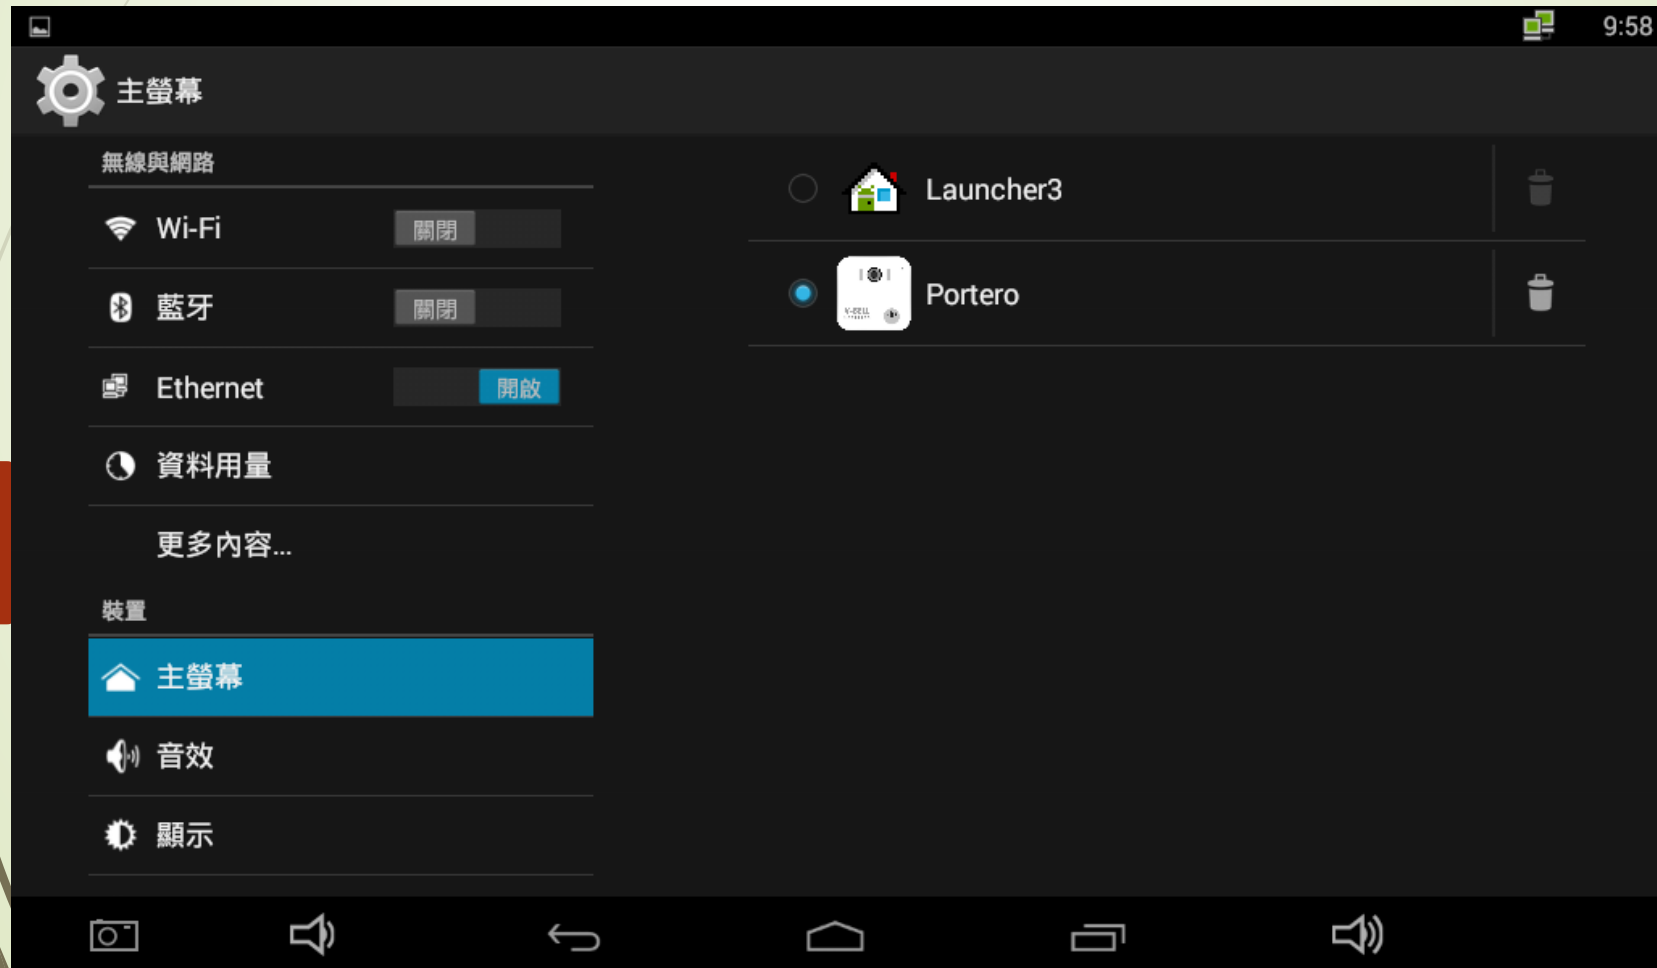 9:58
主螢幕
無線與網路
Wi-Fi 關閉
藍牙 關閉
Ethernet 開啟
資料用量
更多內容...
裝置
主螢幕
音效
顯示
Launcher3
Portero